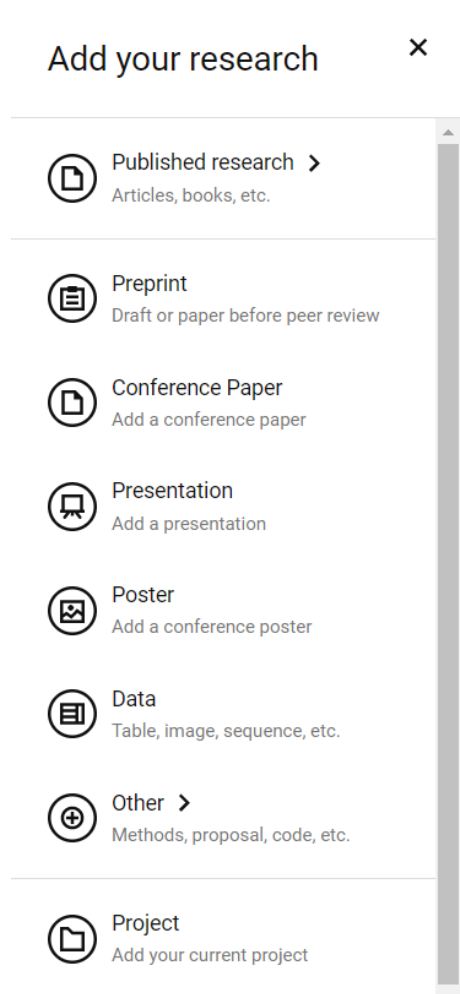 Add your research
Published research
Articles, books, etc.
Preprint
Draft or paper before peer review
Conference Paper
Add a conference paper
Presentation
Add a presentation
Poster
Add a conference poster
Data
Table, image, sequence, etc.
Other
Methods, proposal, code, etc.
Project
Add your current project